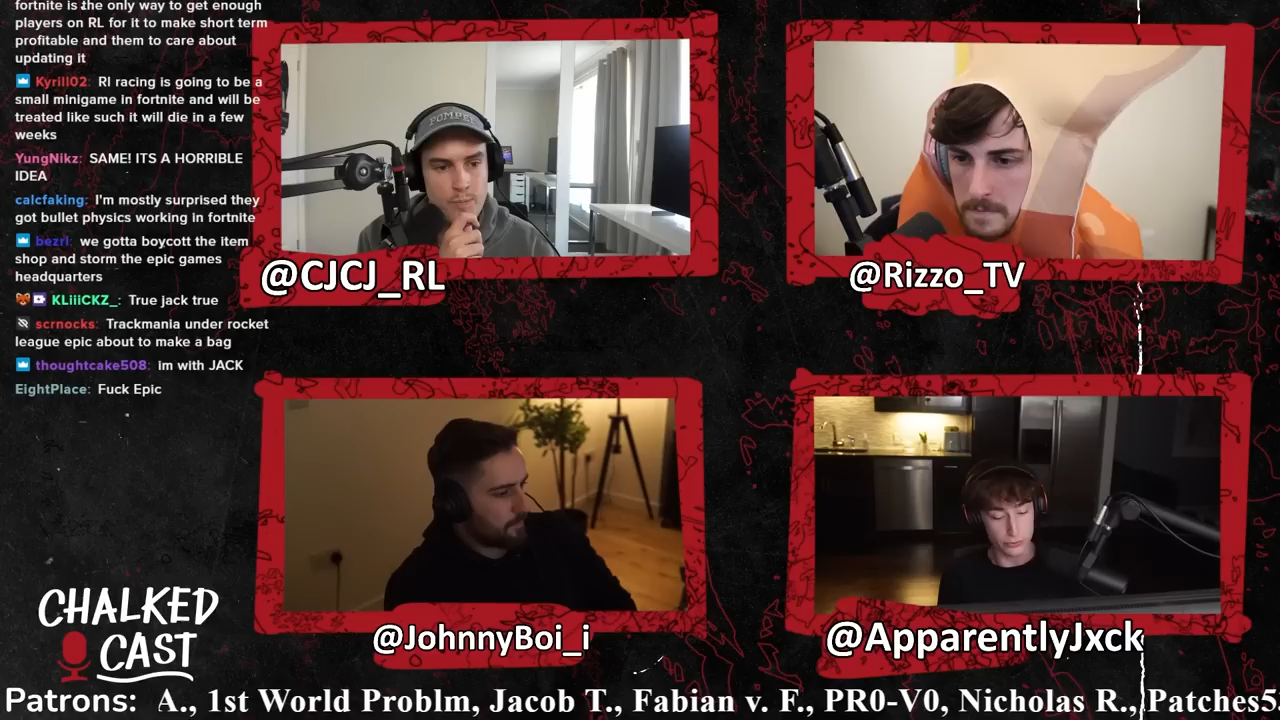 fortnite is the only way to get enough
players on RL for it to make short term
profitable and them to care about
updating it
Kyrill02: Rl racing is going to be a
small minigame in fortnite and will be
treated like such it will die in a few
weeks
YungNikz: SAME! ITS A HORRIBLE
IDEA
calcfaking: I'm mostly surprised they
got bullet physics working in fortnite
bezrl: we gotta boycott the item
shop and storm the epic games
headquarters
KLiiiCKZ_: True jack true
scrnocks: Trackmania under rocket
league epic about to make a bag
thoughtcake508: im with JACK
EightPlace: Fuck Epic
POMPEI
@CJCJ_RL
@Rizzo_TV
@JohnnyBoi_i
@ApparentlyJxck
CHALKED
CAST
Patrons: A., 1st World Problm, Jacob T., Fabian v. F., PR0-V0, Nicholas R., Patches5